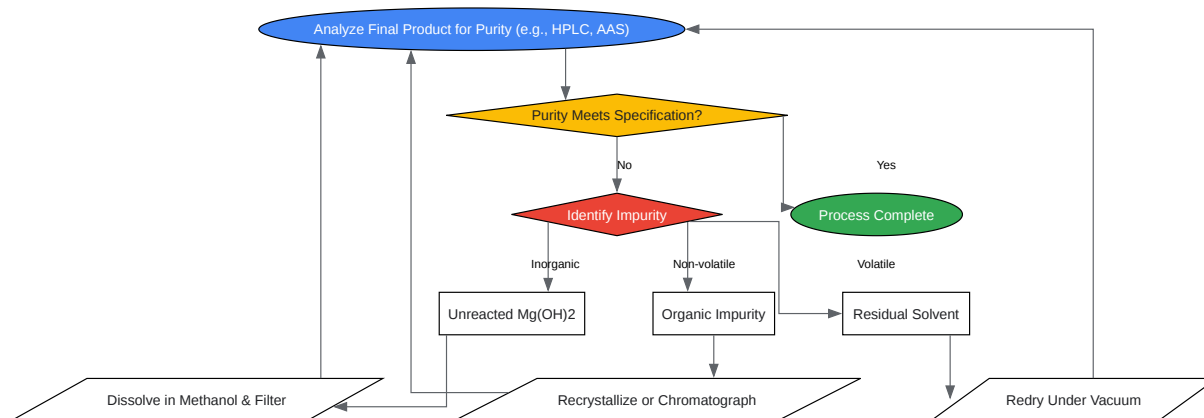 Analyze Final Product for Purity (e.g., HPLC, AAS)
Purity Meets Specification?
No
Yes
Identify Impurity
Process Complete
Inorganic
Non-volatile
Volatile
Unreacted Mg(OH)2
Organic Impurity
Residual Solvent
Dissolve in Methanol & Filter
Recrystallize or Chromatograph
Redry Under Vacuum